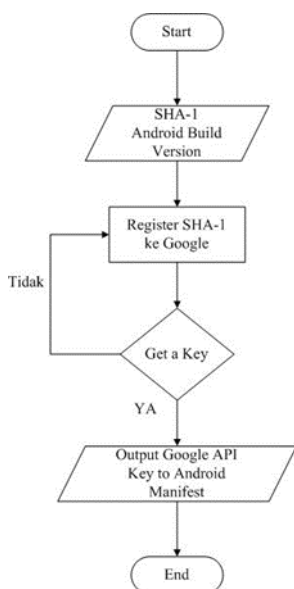 Start
SHA-1
Android Build
Version
Register SHA-1
ke Google
Tidak
Get a Key
YA
Output Google API
Key to Android
Manifest
End